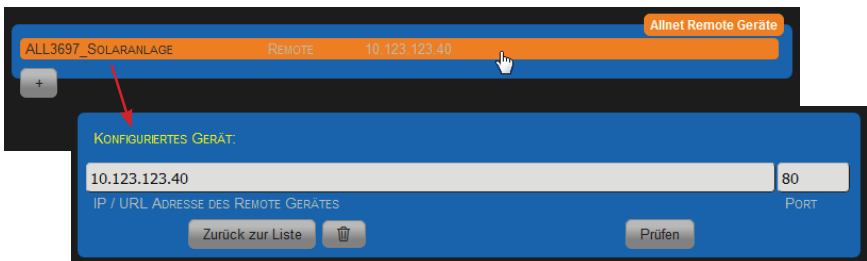 Allnet Remote Geräte
ALL3697_Solaranlage Remote 10.123.123.40
+
Konfiguriertes Gerät:
10.123.123.40 80
IP / URL Adresse des Remote Gerätes Port
Zurück zur Liste Prüfen